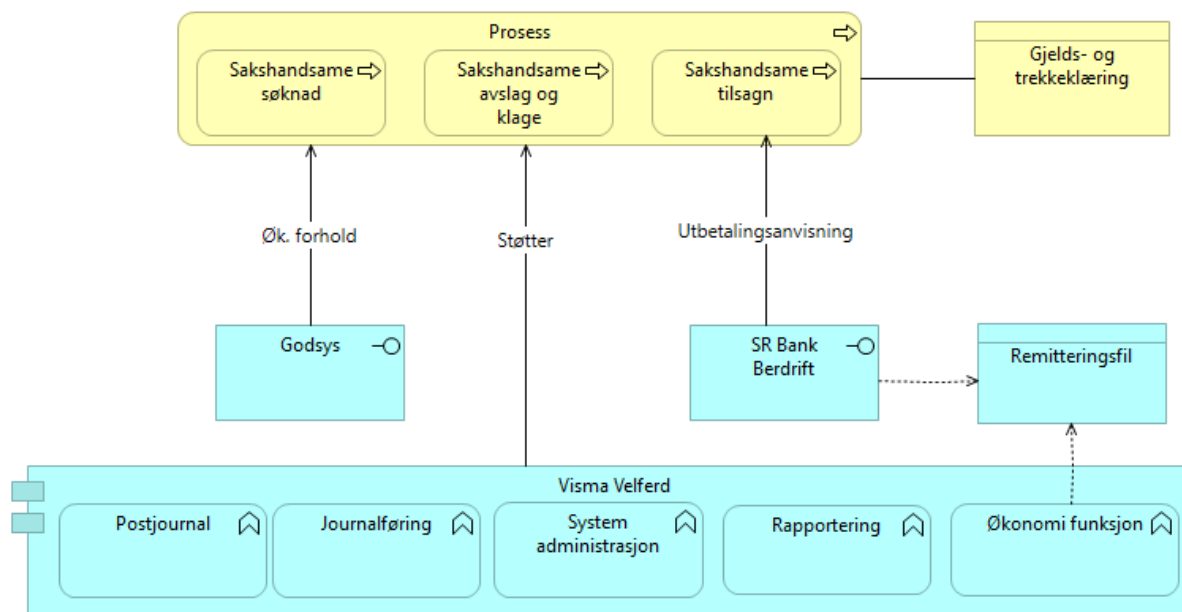 Prosess
Sakshandsame
søknad
Sakshandsame
avslag og
klage
Sakshandsame
tilsagn
Gjelds- og
trekkeklæring
Øk. forhold
Støtter
Utbetalingsanvisning
Godsys
SR Bank
Berdrift
Remitteringsfil
Visma Velferd
Postjournal
Journalføring
System
administrasjon
Rapportering
Økonomi funksjon